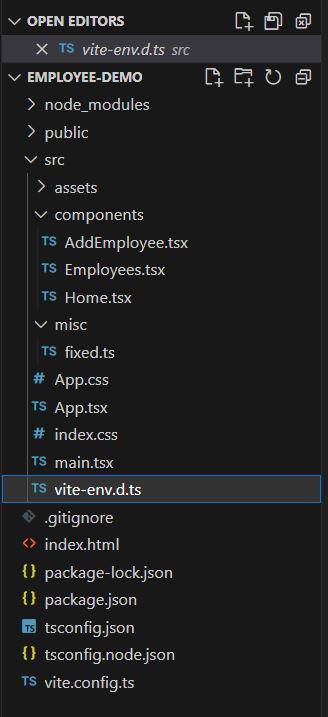 OPEN EDITORS
TS vite-env.d.ts src
EMPLOYEE-DEMO
node_modules
public
src
assets
components
TS AddEmployee.tsx
TS Employees.tsx
TS Home.tsx
misc
TS fixed.ts
# App.css
TS App.tsx
# index.css
TS main.tsx
TS vite-env.d.ts
.gitignore
<> index.html
{} package-lock.json
{} package.json
TS tsconfig.json
{} tsconfig.node.json
TS vite.config.ts